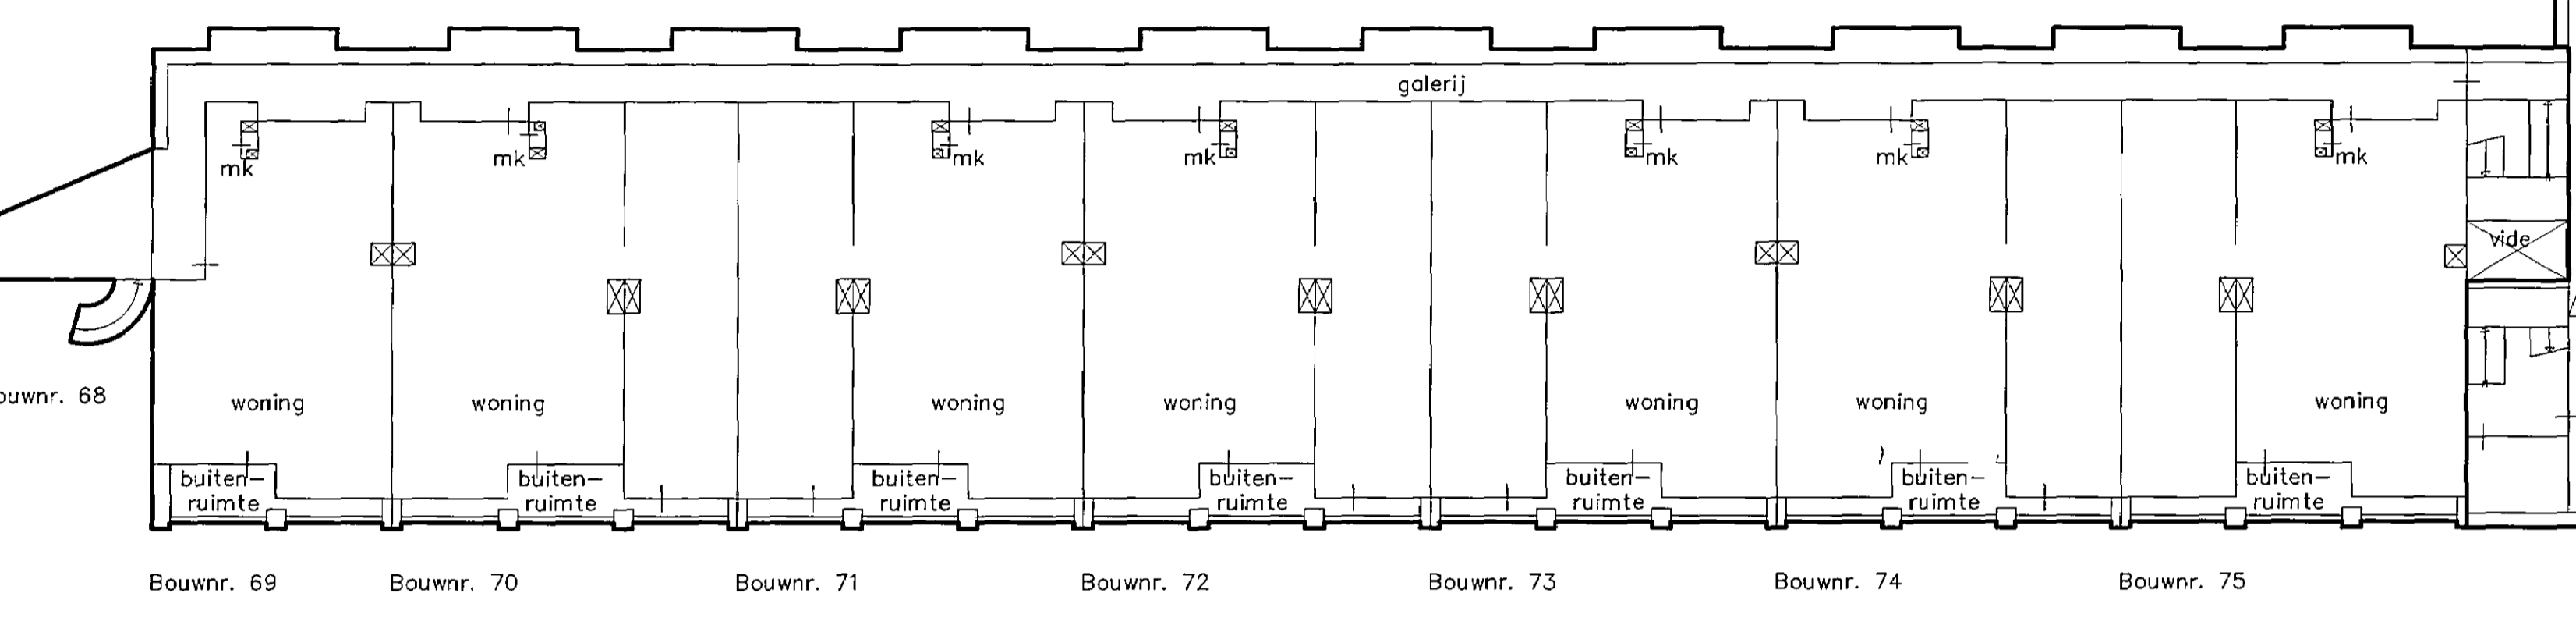 galerij
mk
mk
mk
mk
mk
mk
mk
vide
ouwnr. 68
woning
woning
woning
woning
woning
woning
woning
buiten-
ruimte
buiten-
ruimte
buiten-
ruimte
buiten-
ruimte
buiten-
ruimte
buiten-
ruimte
buiten-
ruimte
Bouwnr. 69
Bouwnr. 70
Bouwnr. 71
Bouwnr. 72
Bouwnr. 73
Bouwnr. 74
Bouwnr. 75